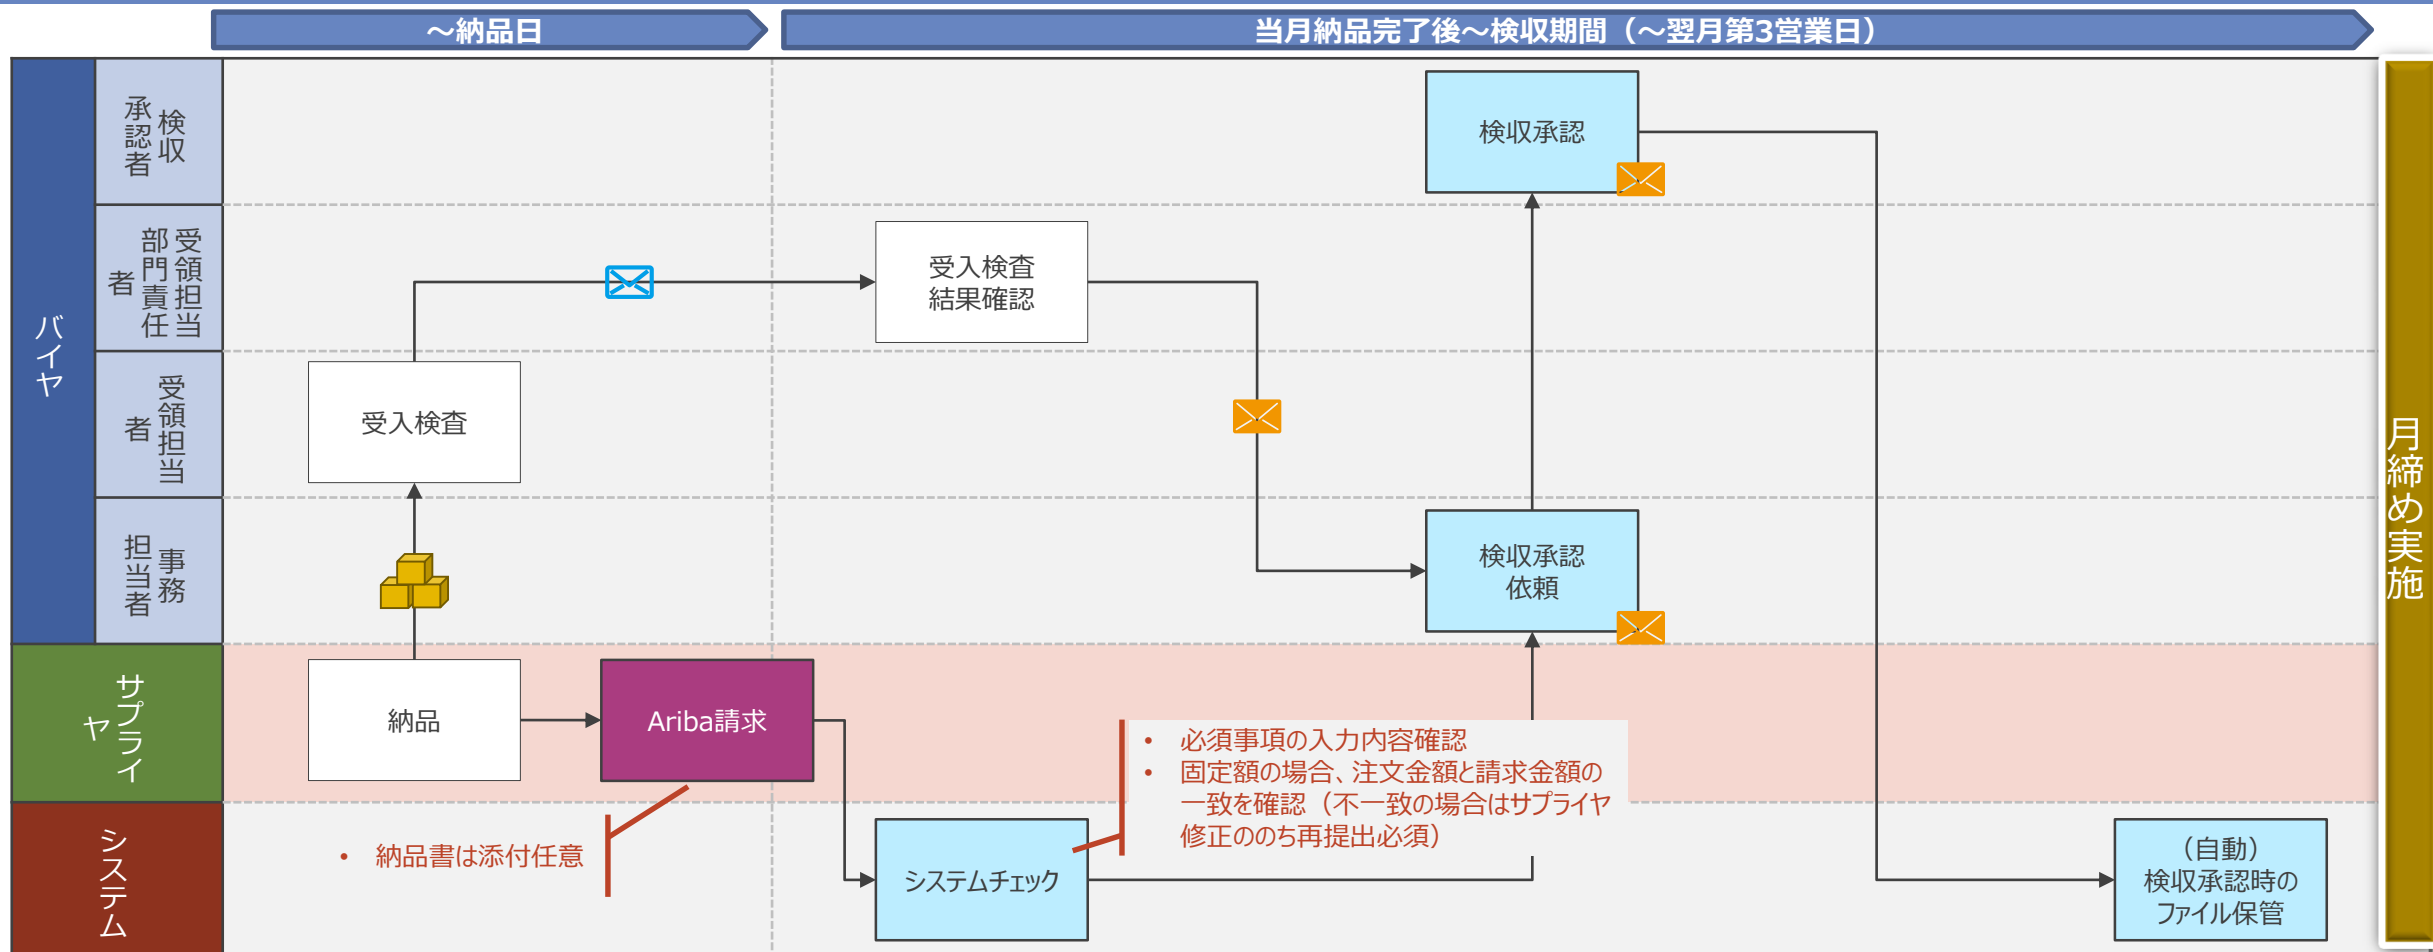 ～納品日
当月納品完了後～検収期間（～翌月第3営業日）
バイヤ
検収
承認者
検収承認
受領担当
部門責任
者
受入検査
結果確認
受領担当
者
受入検査
事務
担当者
検収承認
依頼
サプライ
ヤ
納品
Ariba請求
• 必須事項の入力内容確認
• 固定額の場合、注文金額と請求金額の
一致を確認（不一致の場合はサプライヤ
修正ののち再提出必須）
システム
• 納品書は添付任意
システムチェック
（自動）
検収承認時の
ファイル保管
月締め実施